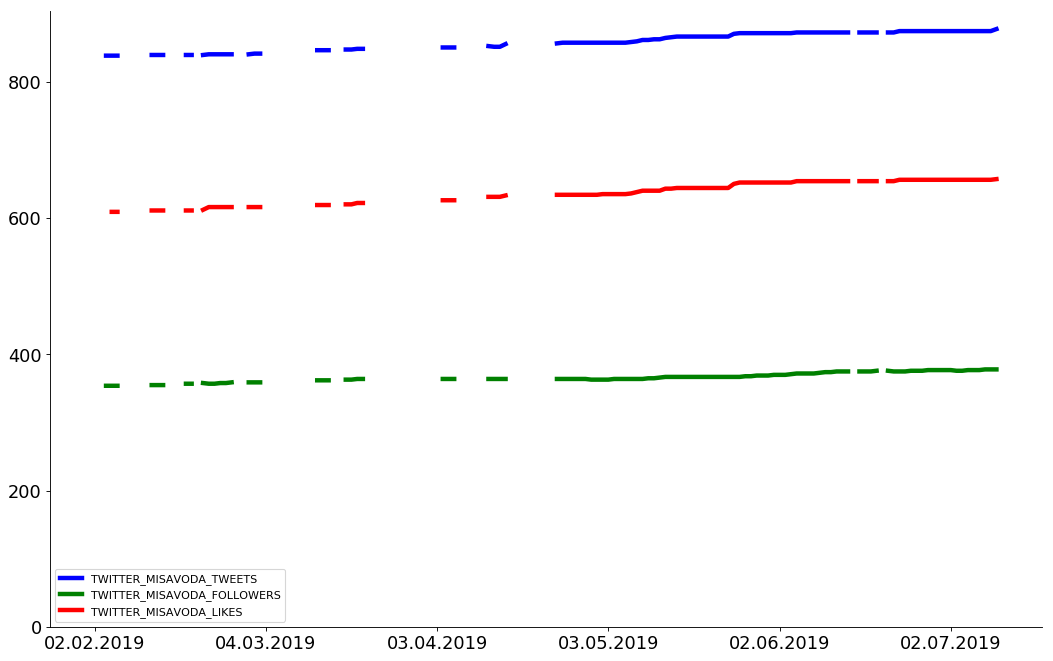 800
600
400
200
0
TWITTER_MISAVODA_TWEETS
TWITTER_MISAVODA_FOLLOWERS
TWITTER_MISAVODA_LIKES
02.02.2019 04.03.2019 03.04.2019 03.05.2019 02.06.2019 02.07.2019